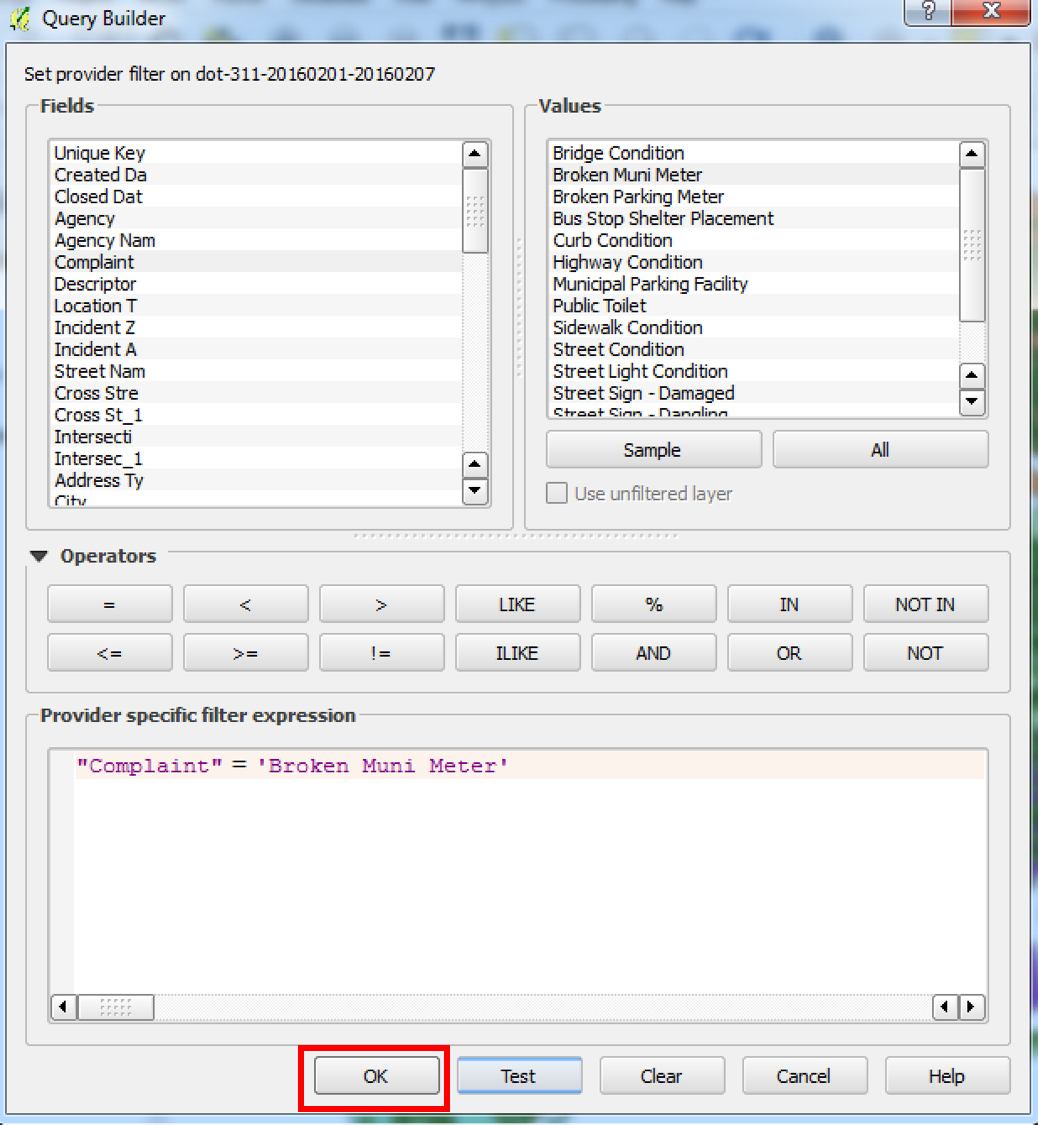 Query Builder
?
X
Set provider filter on dot-311-20160201-20160207
Fields
Unique Key
Created Da
Closed Dat
Agency
Agency Nam
Complaint
Descriptor
Location T
Incident Z
Incident A
Street Nam
Cross Stre
Cross St_1
Intersecti
Intersec_1
Address Ty
City
Values
Bridge Condition
Broken Muni Meter
Broken Parking Meter
Bus Stop Shelter Placement
Curb Condition
Highway Condition
Municipal Parking Facility
Public Toilet
Sidewalk Condition
Street Condition
Street Light Condition
Street Sign - Damaged
Street Sign - Dangling
Sample
All
Use unfiltered layer
Operators
=
<
>
LIKE
%
IN
NOT IN
<=
>=
!=
ILIKE
AND
OR
NOT
Provider specific filter expression
"Complaint" = 'Broken Muni Meter'
OK
Test
Clear
Cancel
Help